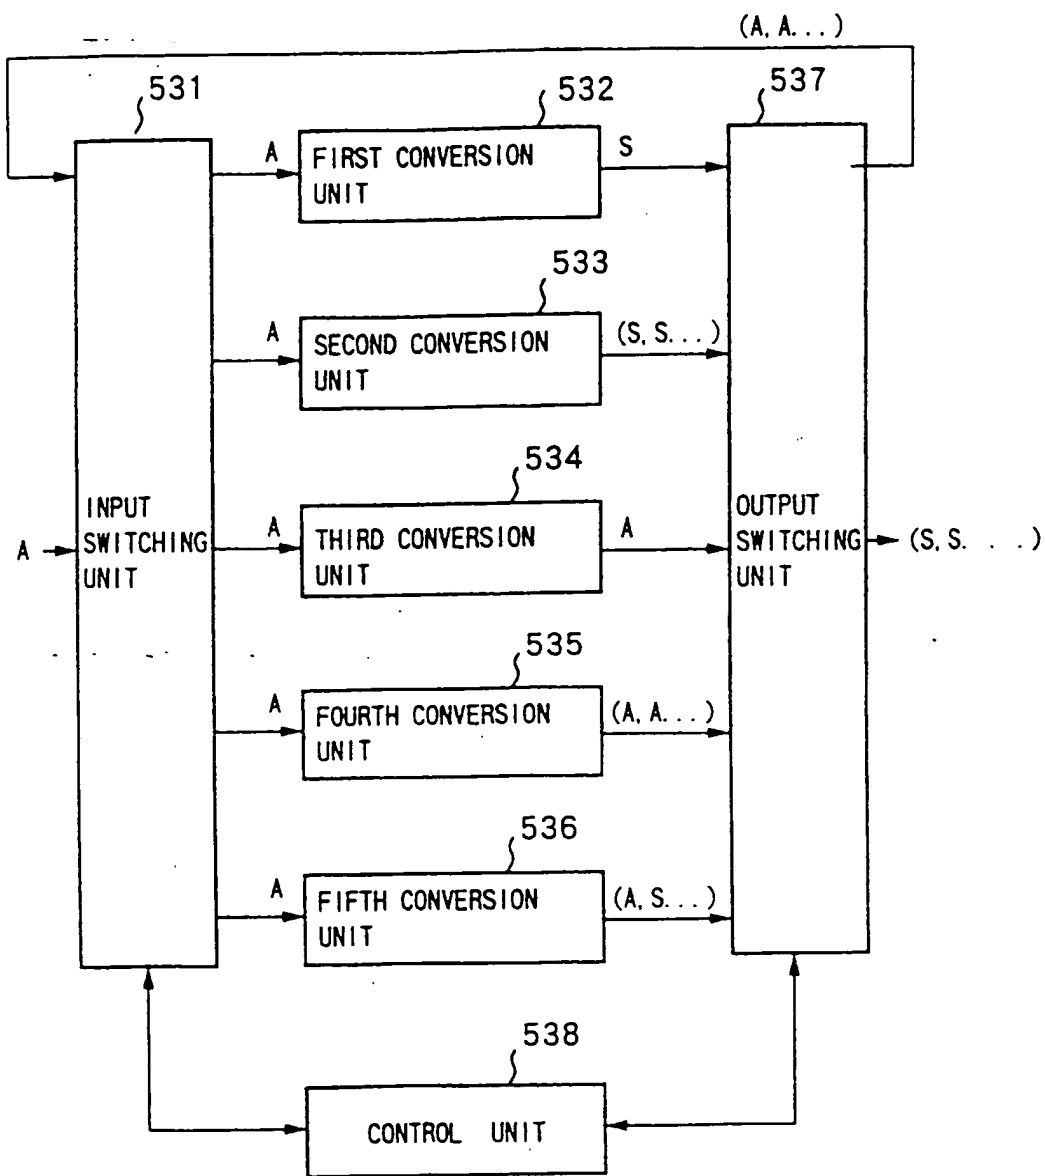 (A, A...)
531
532
537
A
FIRST CONVERSION
UNIT
S
533
A
SECOND CONVERSION
UNIT
(S, S...)
534
A
THIRD CONVERSION
UNIT
A
A
INPUT
SWITCHING
UNIT
OUTPUT
SWITCHING
UNIT
(S, S. . . .)
535
A
FOURTH CONVERSION
UNIT
(A, A...)
536
A
FIFTH CONVERSION
UNIT
(A, S...)
538
CONTROL UNIT